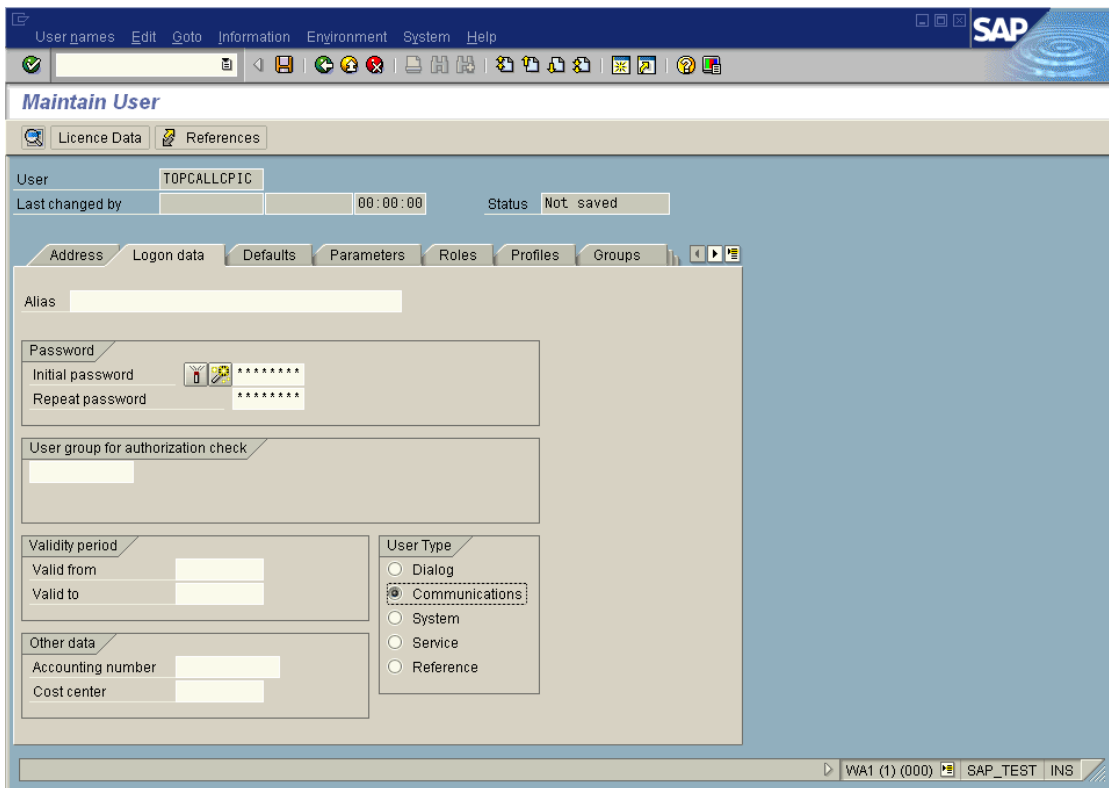 User names Edit Goto Information Environment System Help
SAP
Maintain User
Licence Data References
User TOPCALLCPIC
Last changed by 00:00:00 Status Not saved
Address Logon data Defaults Parameters Roles Profiles Groups
Alias
Password
Initial password ********
Repeat password ********
User group for authorization check
Validity period User Type
Valid from Dialog
Valid to Communications
System
Other data Service
Accounting number Reference
Cost center
WA1 (1) (000) SAP_TEST INS